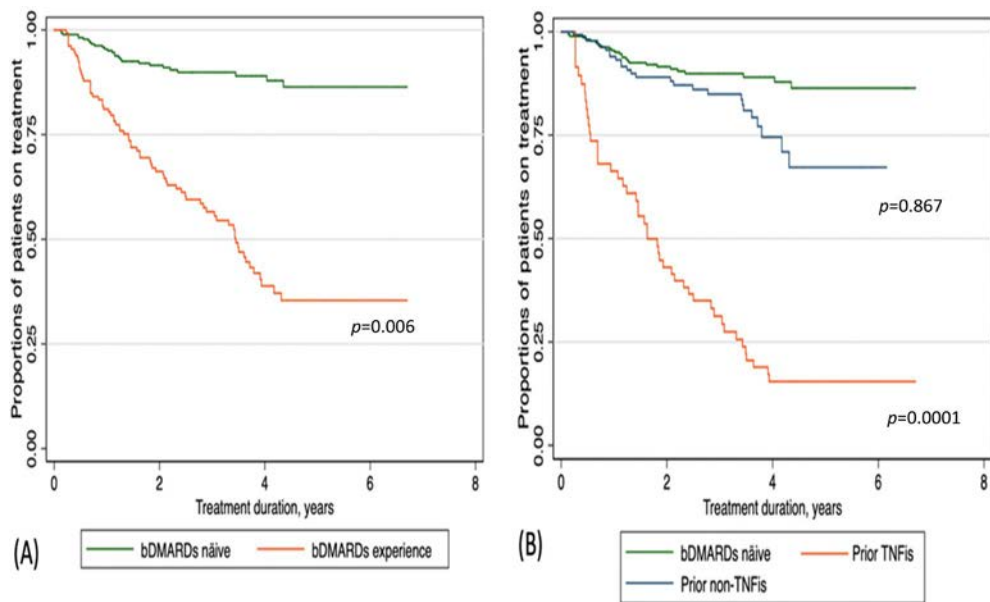 Proportions of patients on treatment
1.00
0.75
0.50
0.25
0.00
0 2 4 6 8
Treatment duration, years
p=0.006
(A)
bDMARDs näive bDMARDs experience
Proportions of patients on treatment
1.00
0.75
0.50
0.25
0.00
0 2 4 6 8
Treatment duration, years
p=0.867
p=0.0001
(B)
bDMARDs näive Prior TNFis
Prior non-TNFis